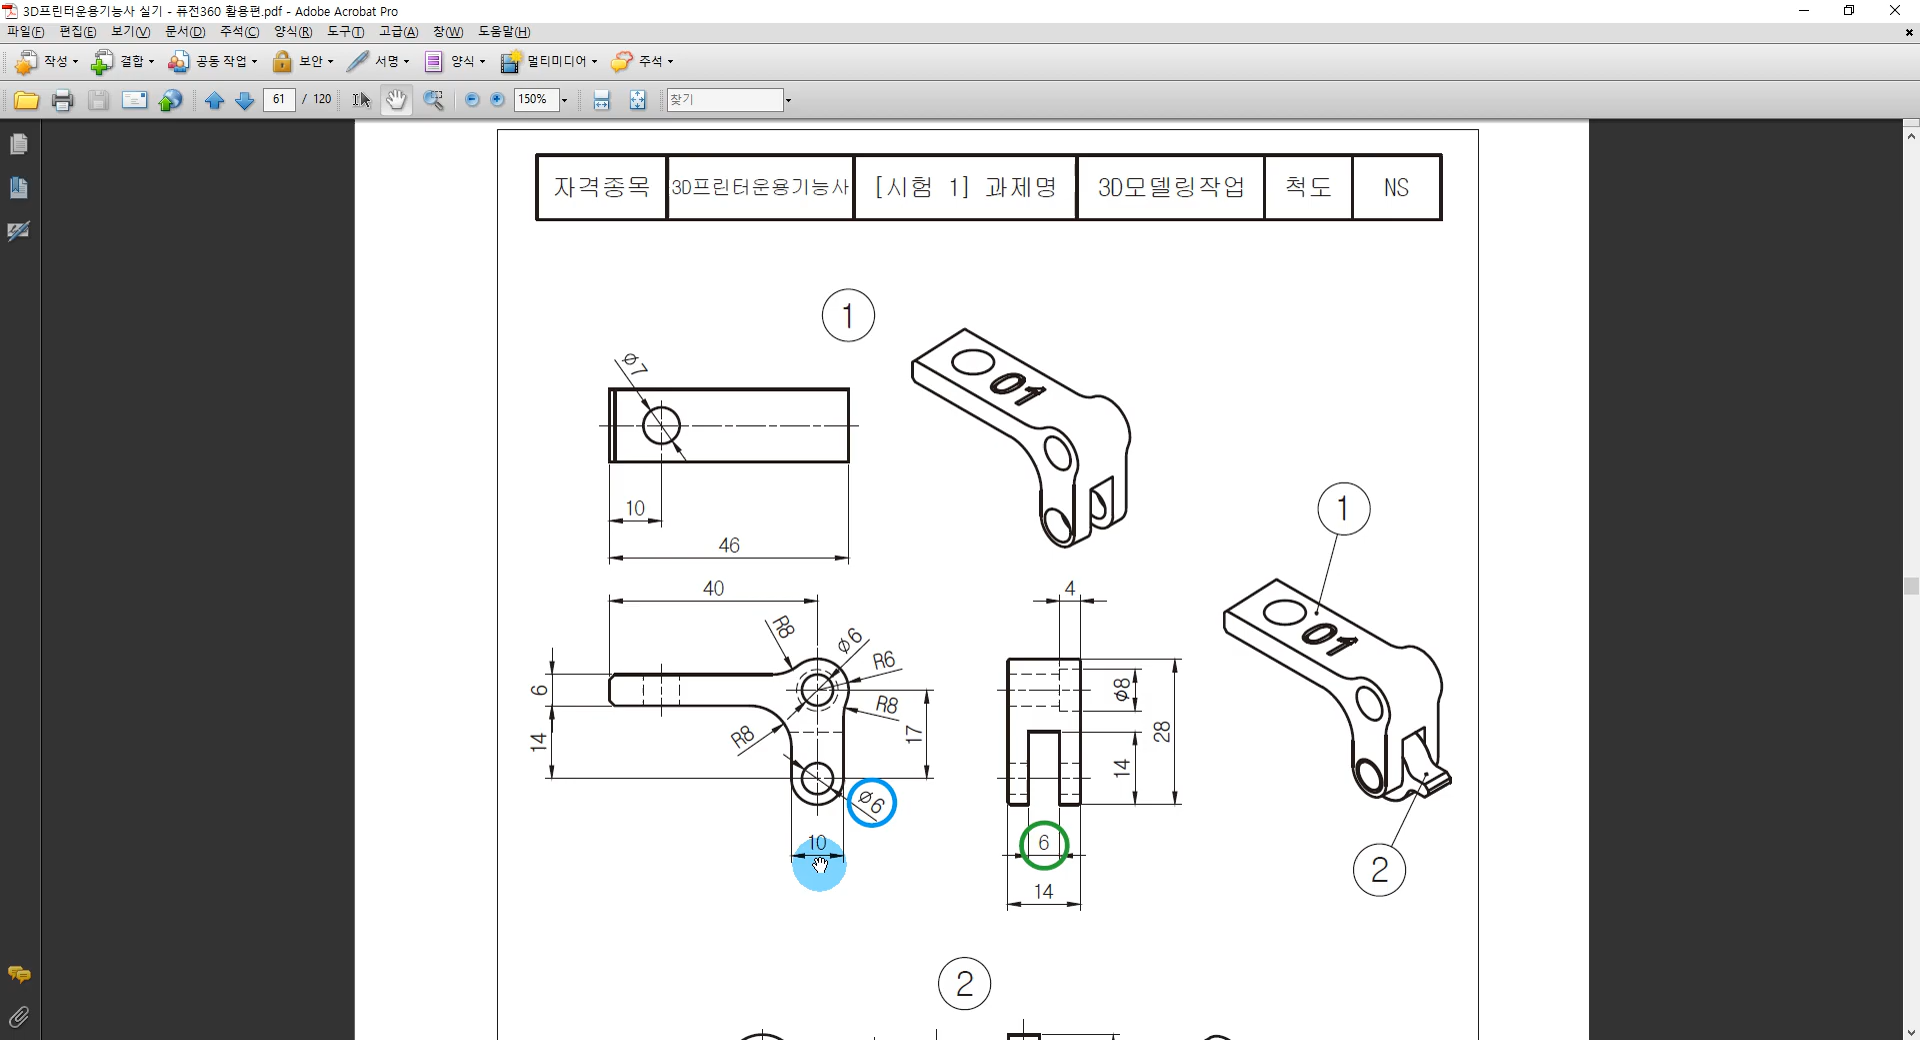 3D프린터운용기능사 실기 - 퓨전360 활용편.pdf - Adobe Acrobat Pro
파일(F) 편집(E) 보기(V) 문서(D) 주석(C) 양식(R) 도구(T) 고급(A) 창(W) 도움말(H)
작성 결합 공동 작업 보안 서명 양식 멀티미디어 주석
61 / 120 150% 찾기
자격종목 3D프린터운용기능사 [시험 1] 과제명 3D모델링작업 척도 NS
1
ø7
01
10
46
1
40
4
R8
ø6
R6
01
6
R8
ø8
R8
17
28
14
14
ø6
10
6
2
14
2